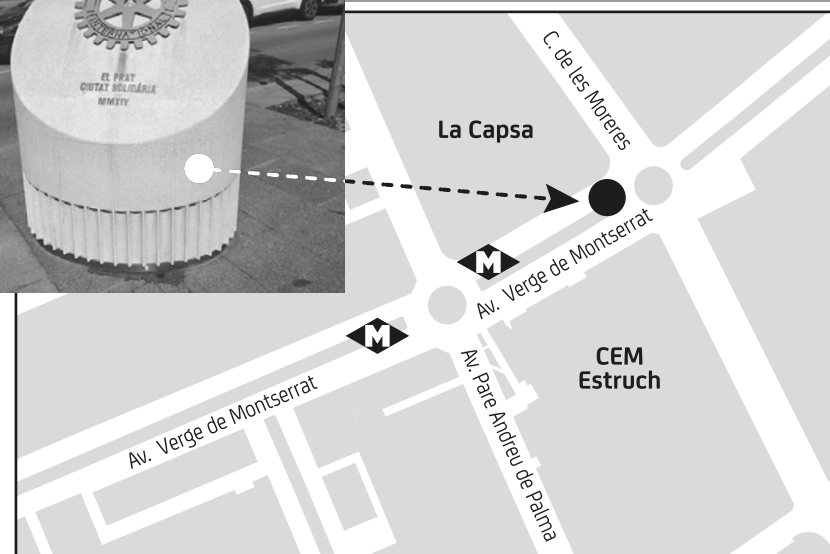 INTERNATIONAL
EL PRAT
CIUTAT SOLIDÀRIA
MMXIV
C. de les Moreres
La Capsa
M
Av. Verge de Montserrat
M
CEM
Estruch
Av. Verge de Montserrat
Av. Pare Andreu de Palma